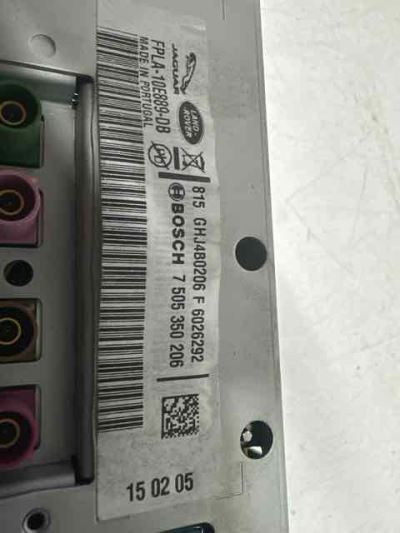 JAGUAR
LAND
ROVER
FPLA-10E889-DB
MADE IN PORTUGAL
815 GHJ4B0206 F 6026292
BOSCH 7 505 350 206
15 02 05